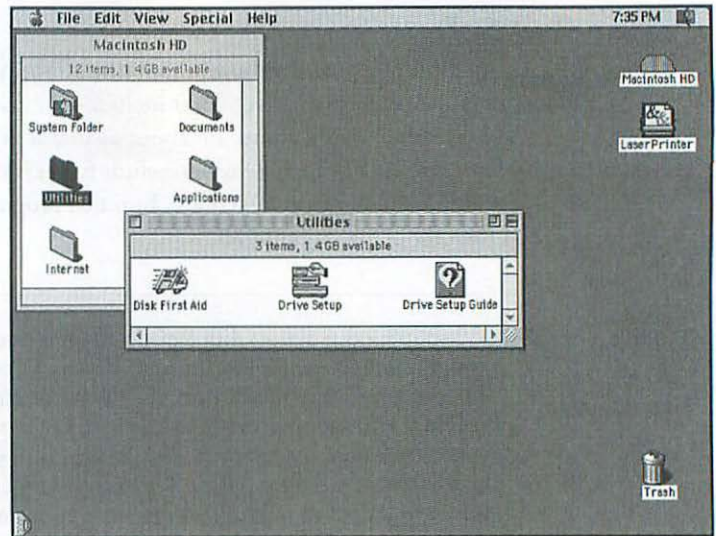 File Edit View Special Help 7:35 PM
Macintosh HD
12 items, 1.4 GB available
System Folder
Documents
Utilities
Applications
Internet
Utilities
3 items, 1.4 GB available
Disk First Aid
Drive Setup
Drive Setup Guide
Macintosh HD
LaserPrinter
Trash